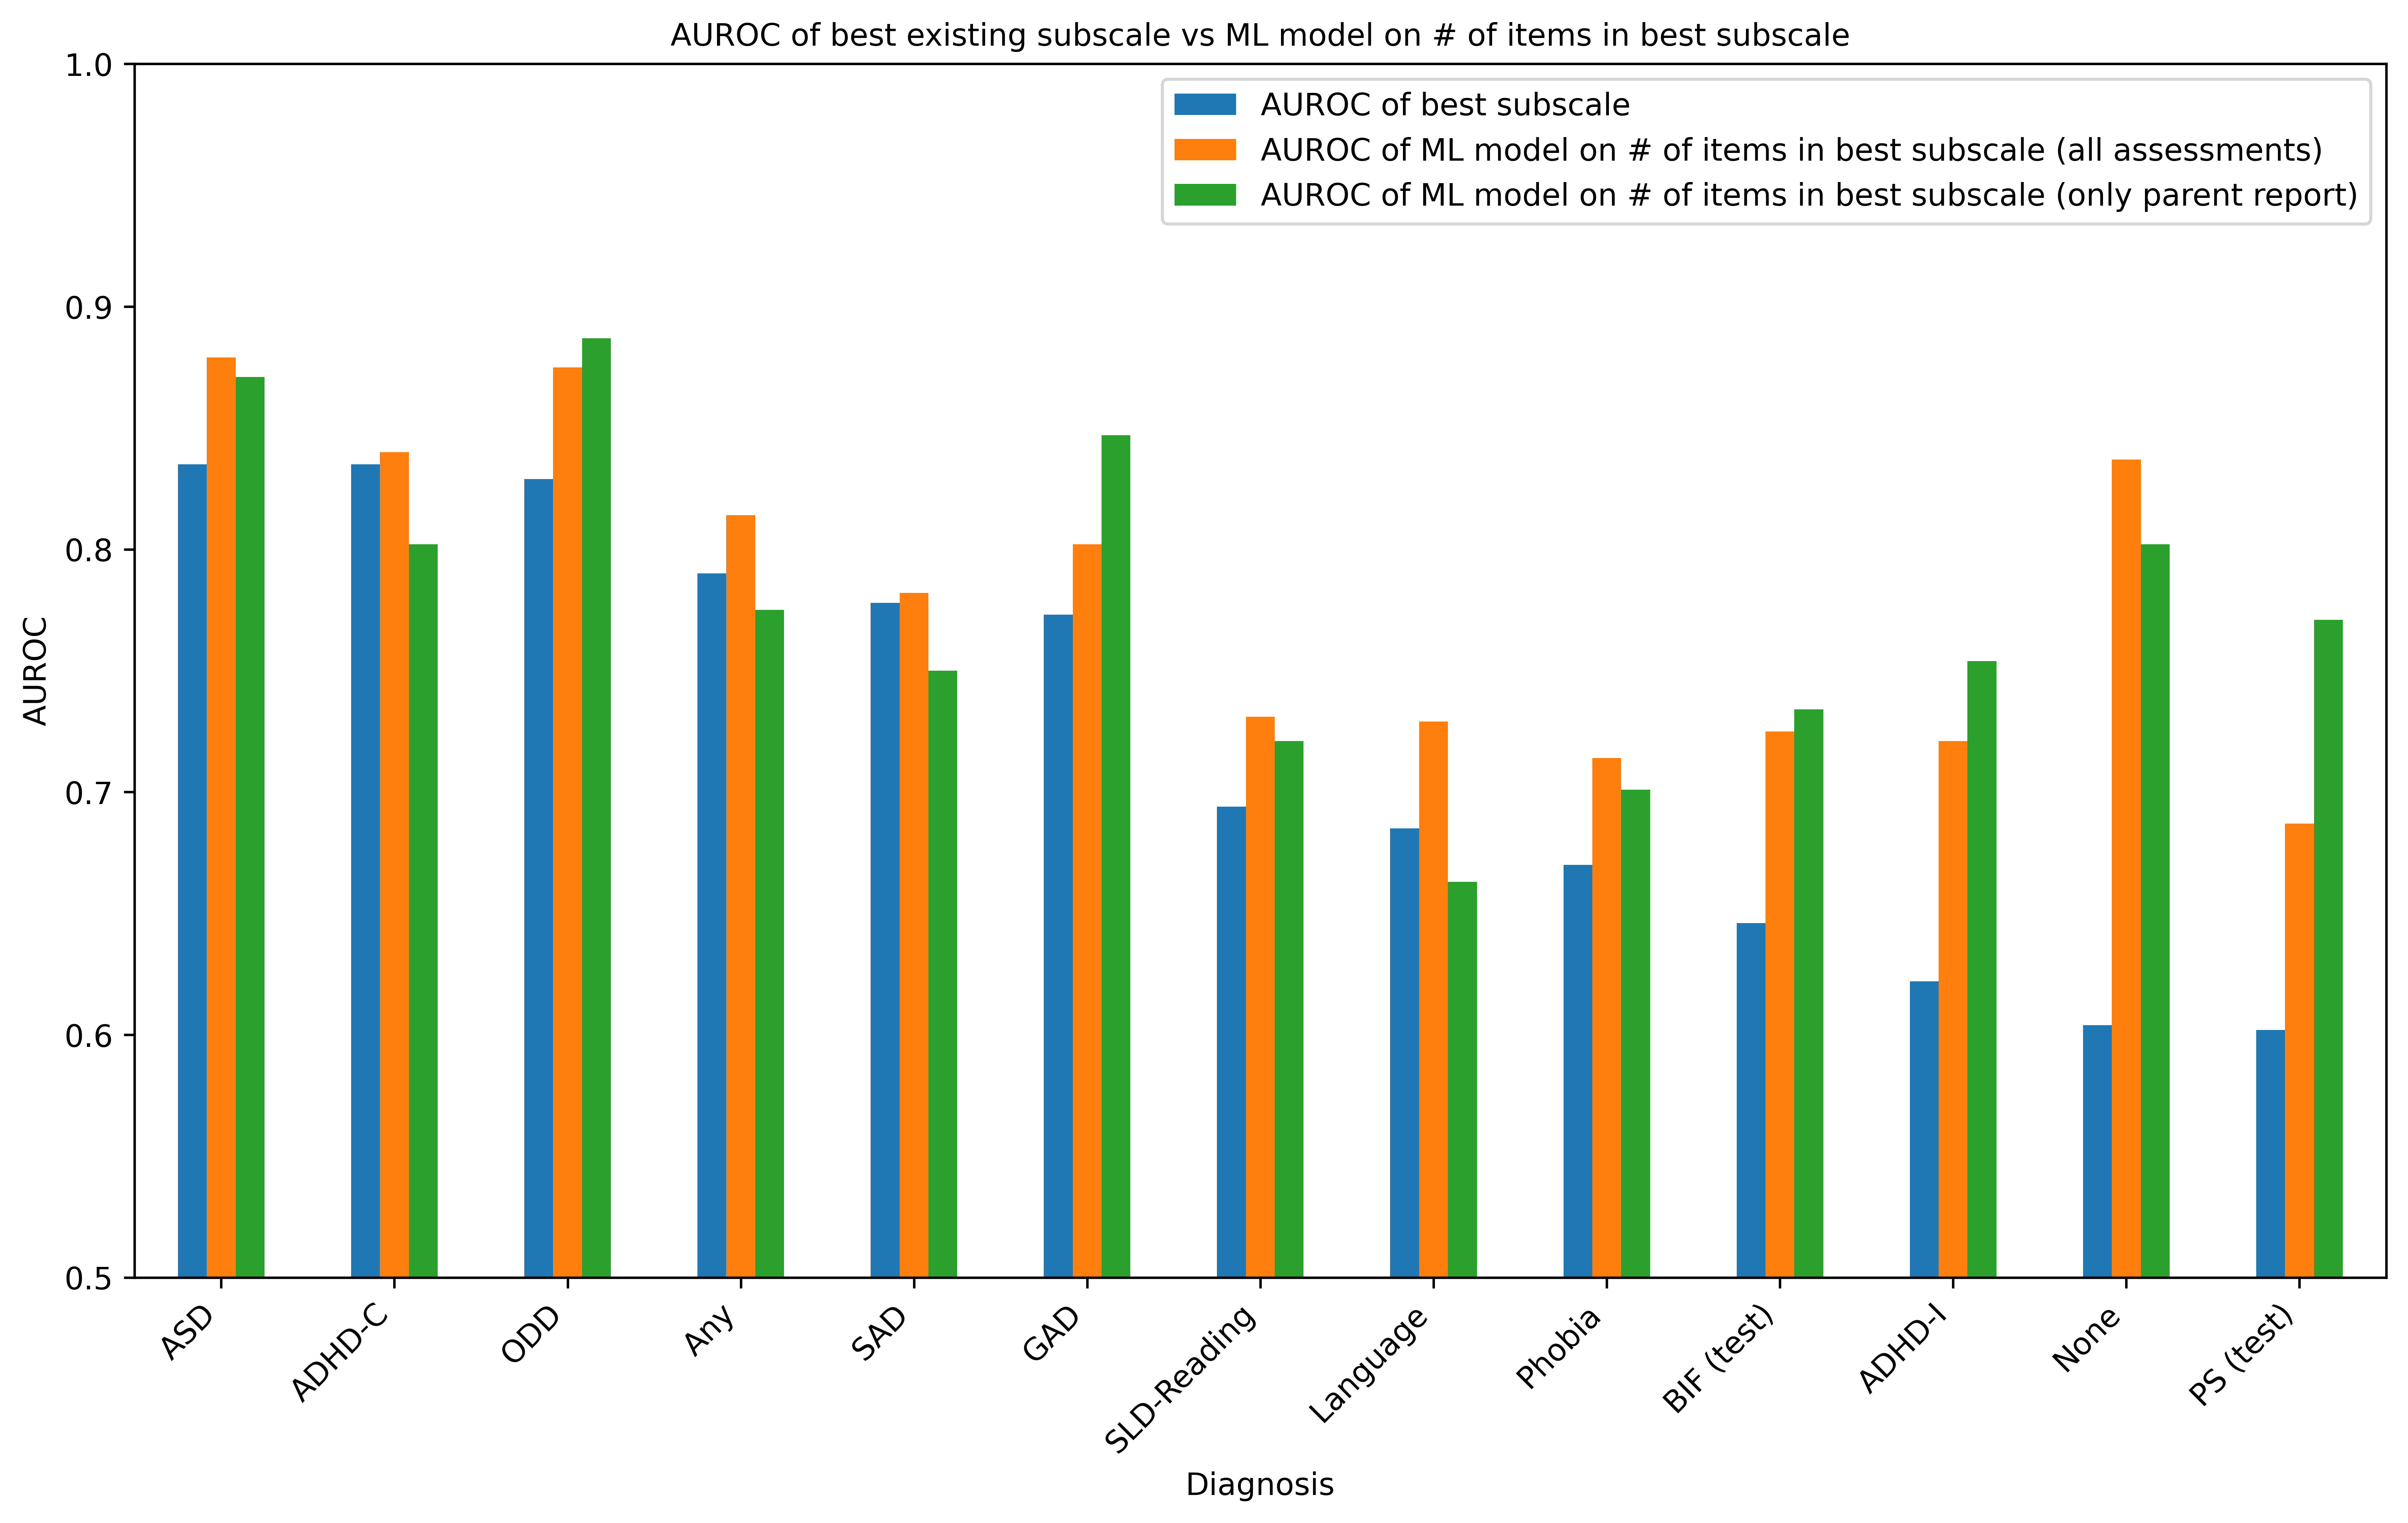 AUROC of best existing subscale vs ML model on # of items in best subscale
AUROC of best subscale
AUROC of ML model on # of items in best subscale (all assessments)
AUROC of ML model on # of items in best subscale (only parent report)
1.0
0.9
0.8
0.7
0.6
0.5
AUROC
ASD
ADHD-C
ODD
Any
SAD
GAD
SLD-Reading
Language
Phobia
BIF (test)
ADHD-I
None
PS (test)
Diagnosis